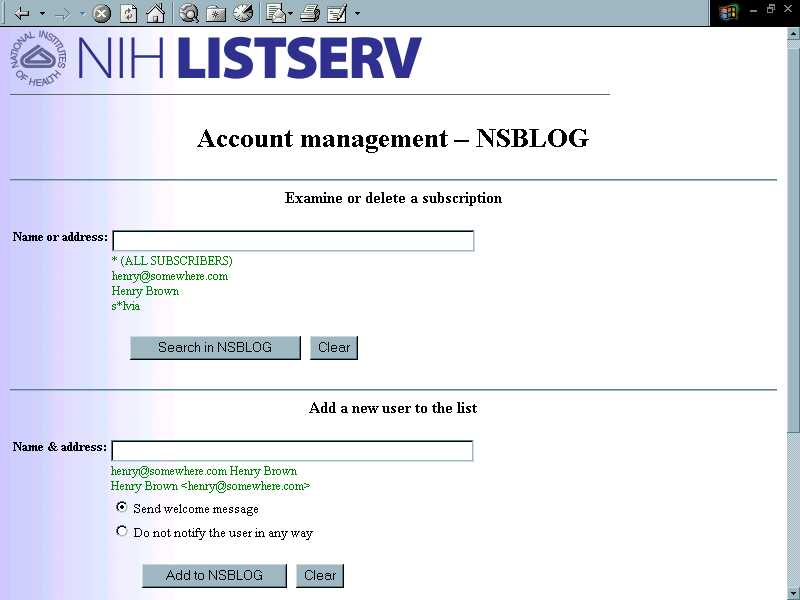 NATIONAL INSTITUTES OF HEALTH
NIH LISTSERV
Account management – NSBLOG
Examine or delete a subscription
Name or address:
* (ALL SUBSCRIBERS)
henry@somewhere.com
Henry Brown
s*lvia
Search in NSBLOG Clear
Add a new user to the list
Name & address:
henry@somewhere.com Henry Brown
Henry Brown <henry@somewhere.com>
Send welcome message
Do not notify the user in any way
Add to NSBLOG Clear